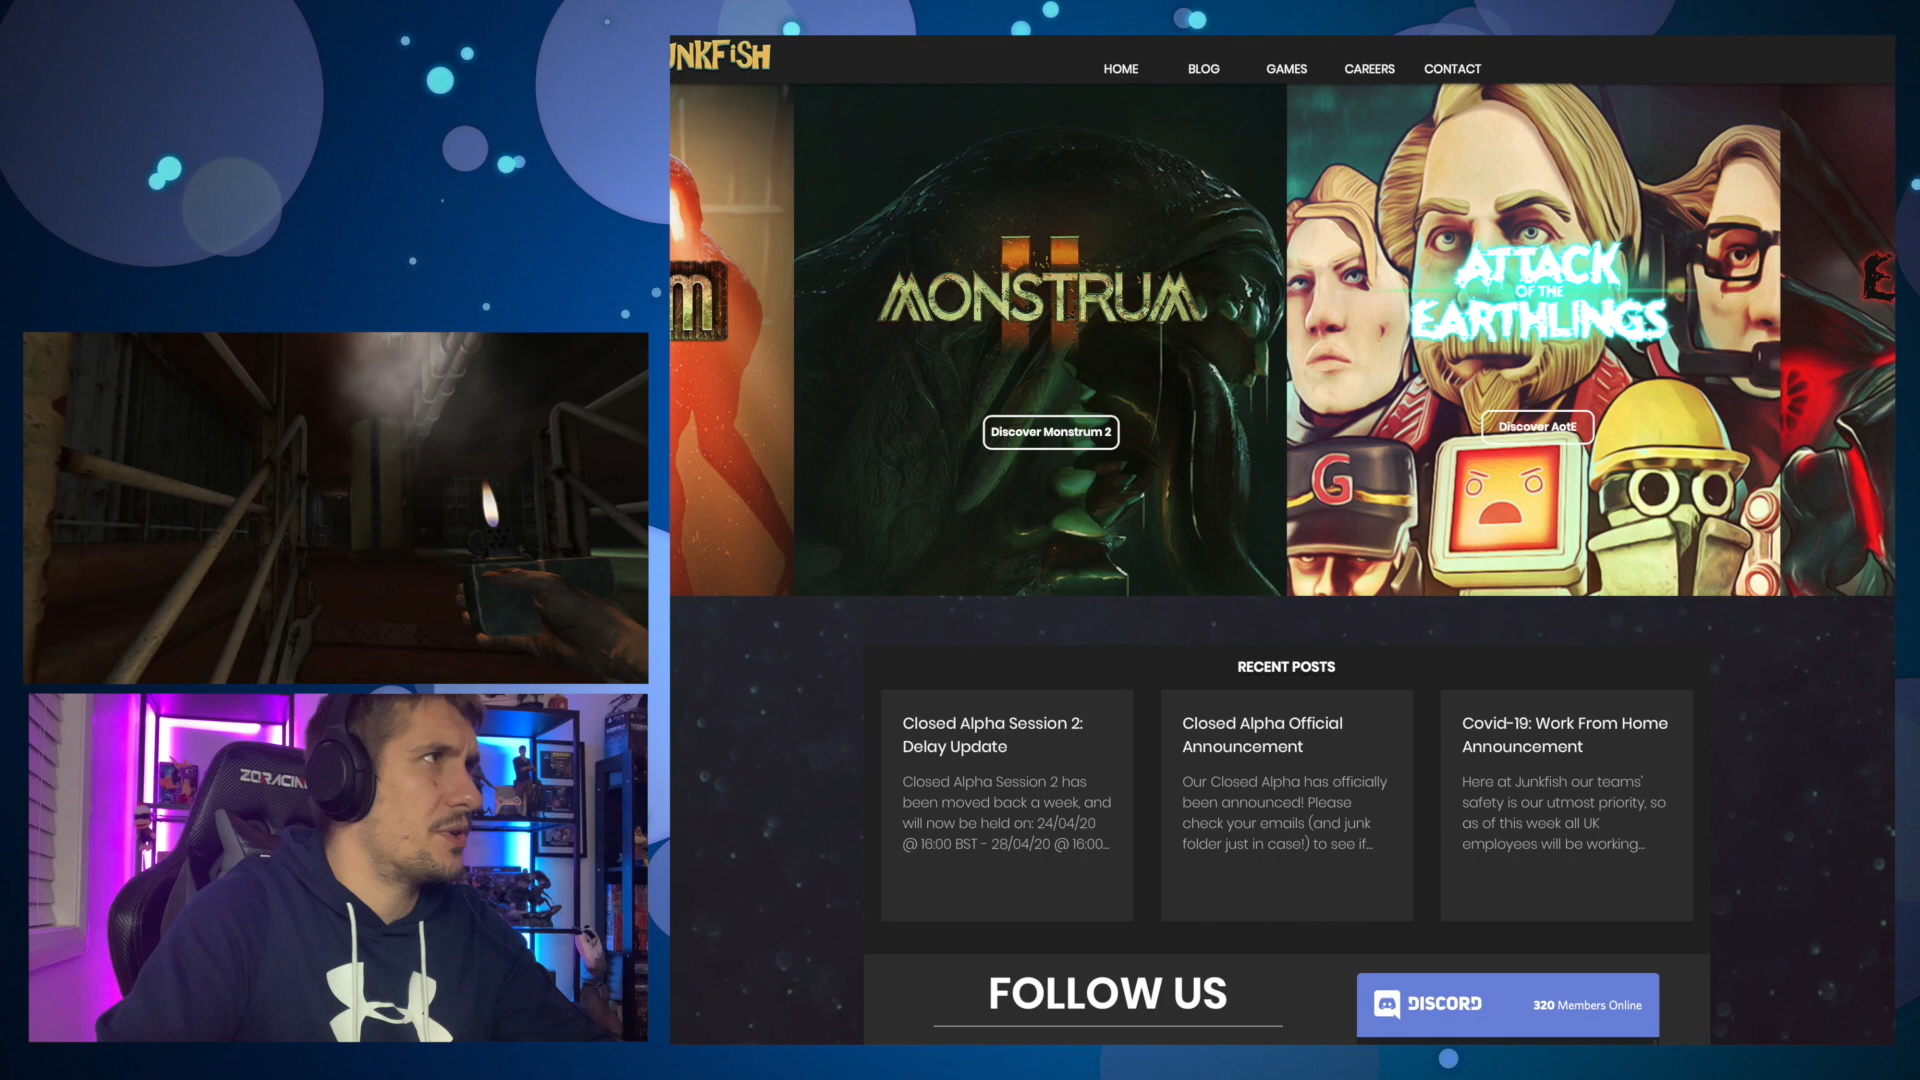 UNKFISH
HOME BLOG GAMES CAREERS CONTACT
m
MONSTRUM
II
ATTACK
OF THE
EARTHLINGS
Discover Monstrum 2
Discover AotE
G
RECENT POSTS
Closed Alpha Session 2:
Delay Update
Closed Alpha Session 2 has
been moved back a week, and
will now be held on: 24/04/20
@ 16:00 BST - 28/04/20 @ 16:00...
Closed Alpha Official
Announcement
Our Closed Alpha has officially
been announced! Please
check your emails (and junk
folder just in case!) to see if...
Covid-19: Work From Home
Announcement
Here at Junkfish our teams'
safety is our utmost priority, so
as of this week all UK
employees will be working...
FOLLOW US
DISCORD
320 Members Online